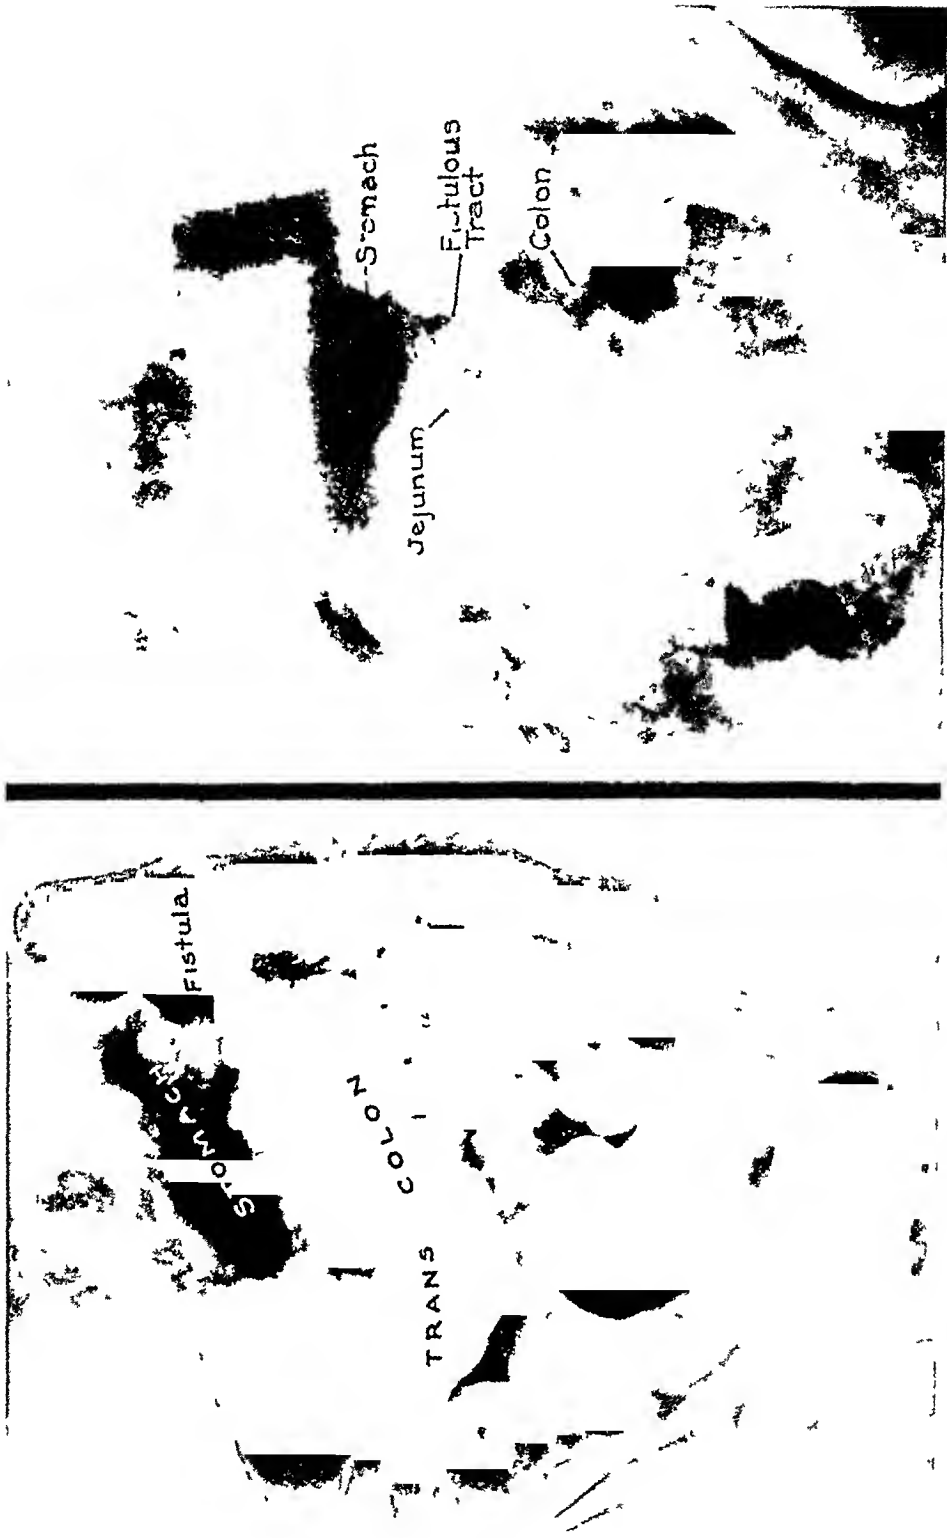 Stomach
Fistulous
Tract
Colon
Jejunum
Fistula
STOMACH
TRANS COLON